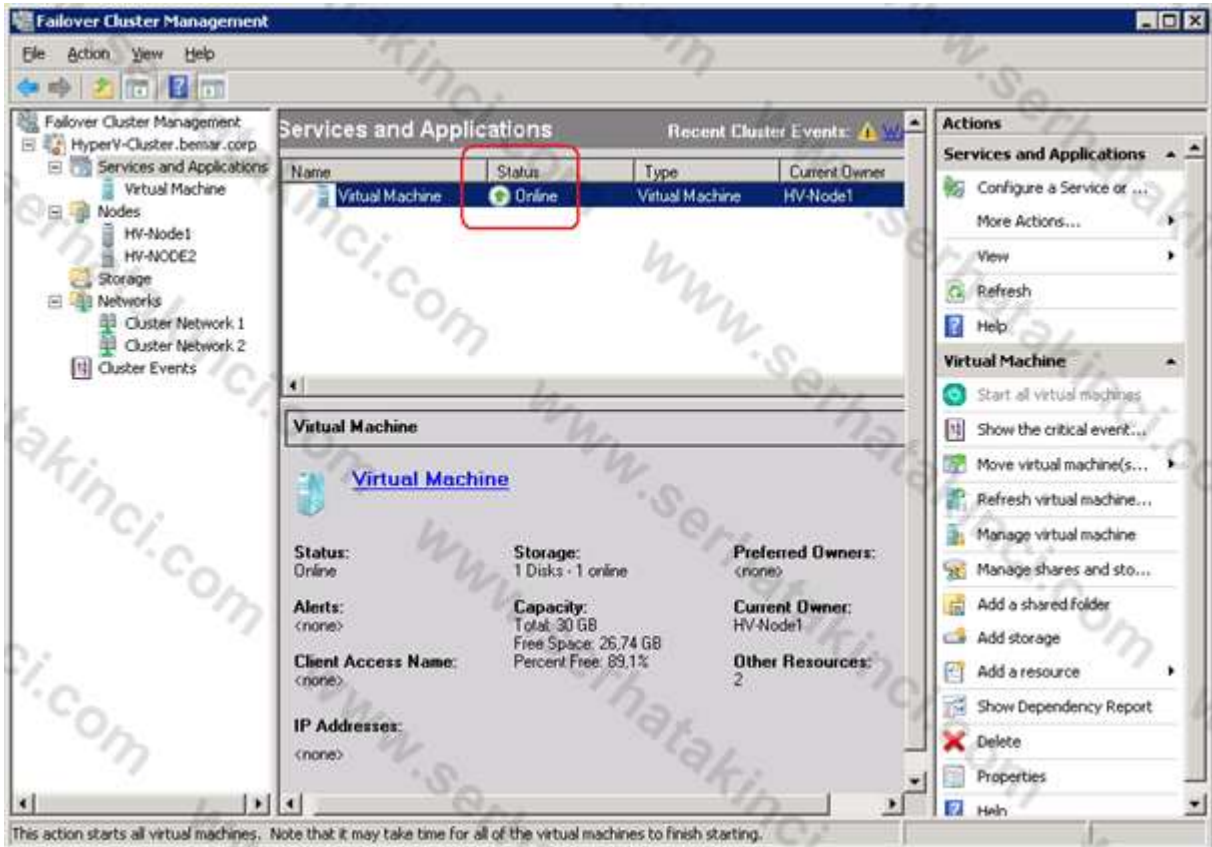 Failover Cluster Management
File Action View Help
Failover Cluster Management
HyperV-Cluster.bemar.corp
Services and Applications
Virtual Machine
Nodes
HV-Node1
HV-NODE2
Storage
Networks
Cluster Network 1
Cluster Network 2
Cluster Events
Services and Applications Recent Cluster Events:
Name Status Type Current Owner
Virtual Machine Online Virtual Machine HV-Node1
Virtual Machine
Virtual Machine
Status: Storage: Preferred Owners:
Online 1 Disks - 1 online <none>
Alerts: Capacity: Current Owner:
<none> Total: 30 GB HV-Node1
Free Space: 26,74 GB
Client Access Name: Percent Free: 89,1% Other Resources:
<none> 2
IP Addresses:
<none>
Actions
Services and Applications
Configure a Service or ...
More Actions...
View
Refresh
Help
Virtual Machine
Start all virtual machines
Show the critical event...
Move virtual machine(s...
Refresh virtual machine...
Manage virtual machine
Manage shares and sto...
Add a shared folder
Add storage
Add a resource
Show Dependency Report
Delete
Properties
Help
This action starts all virtual machines. Note that it may take time for all of the virtual machines to finish starting.
www.serhatakinci.com